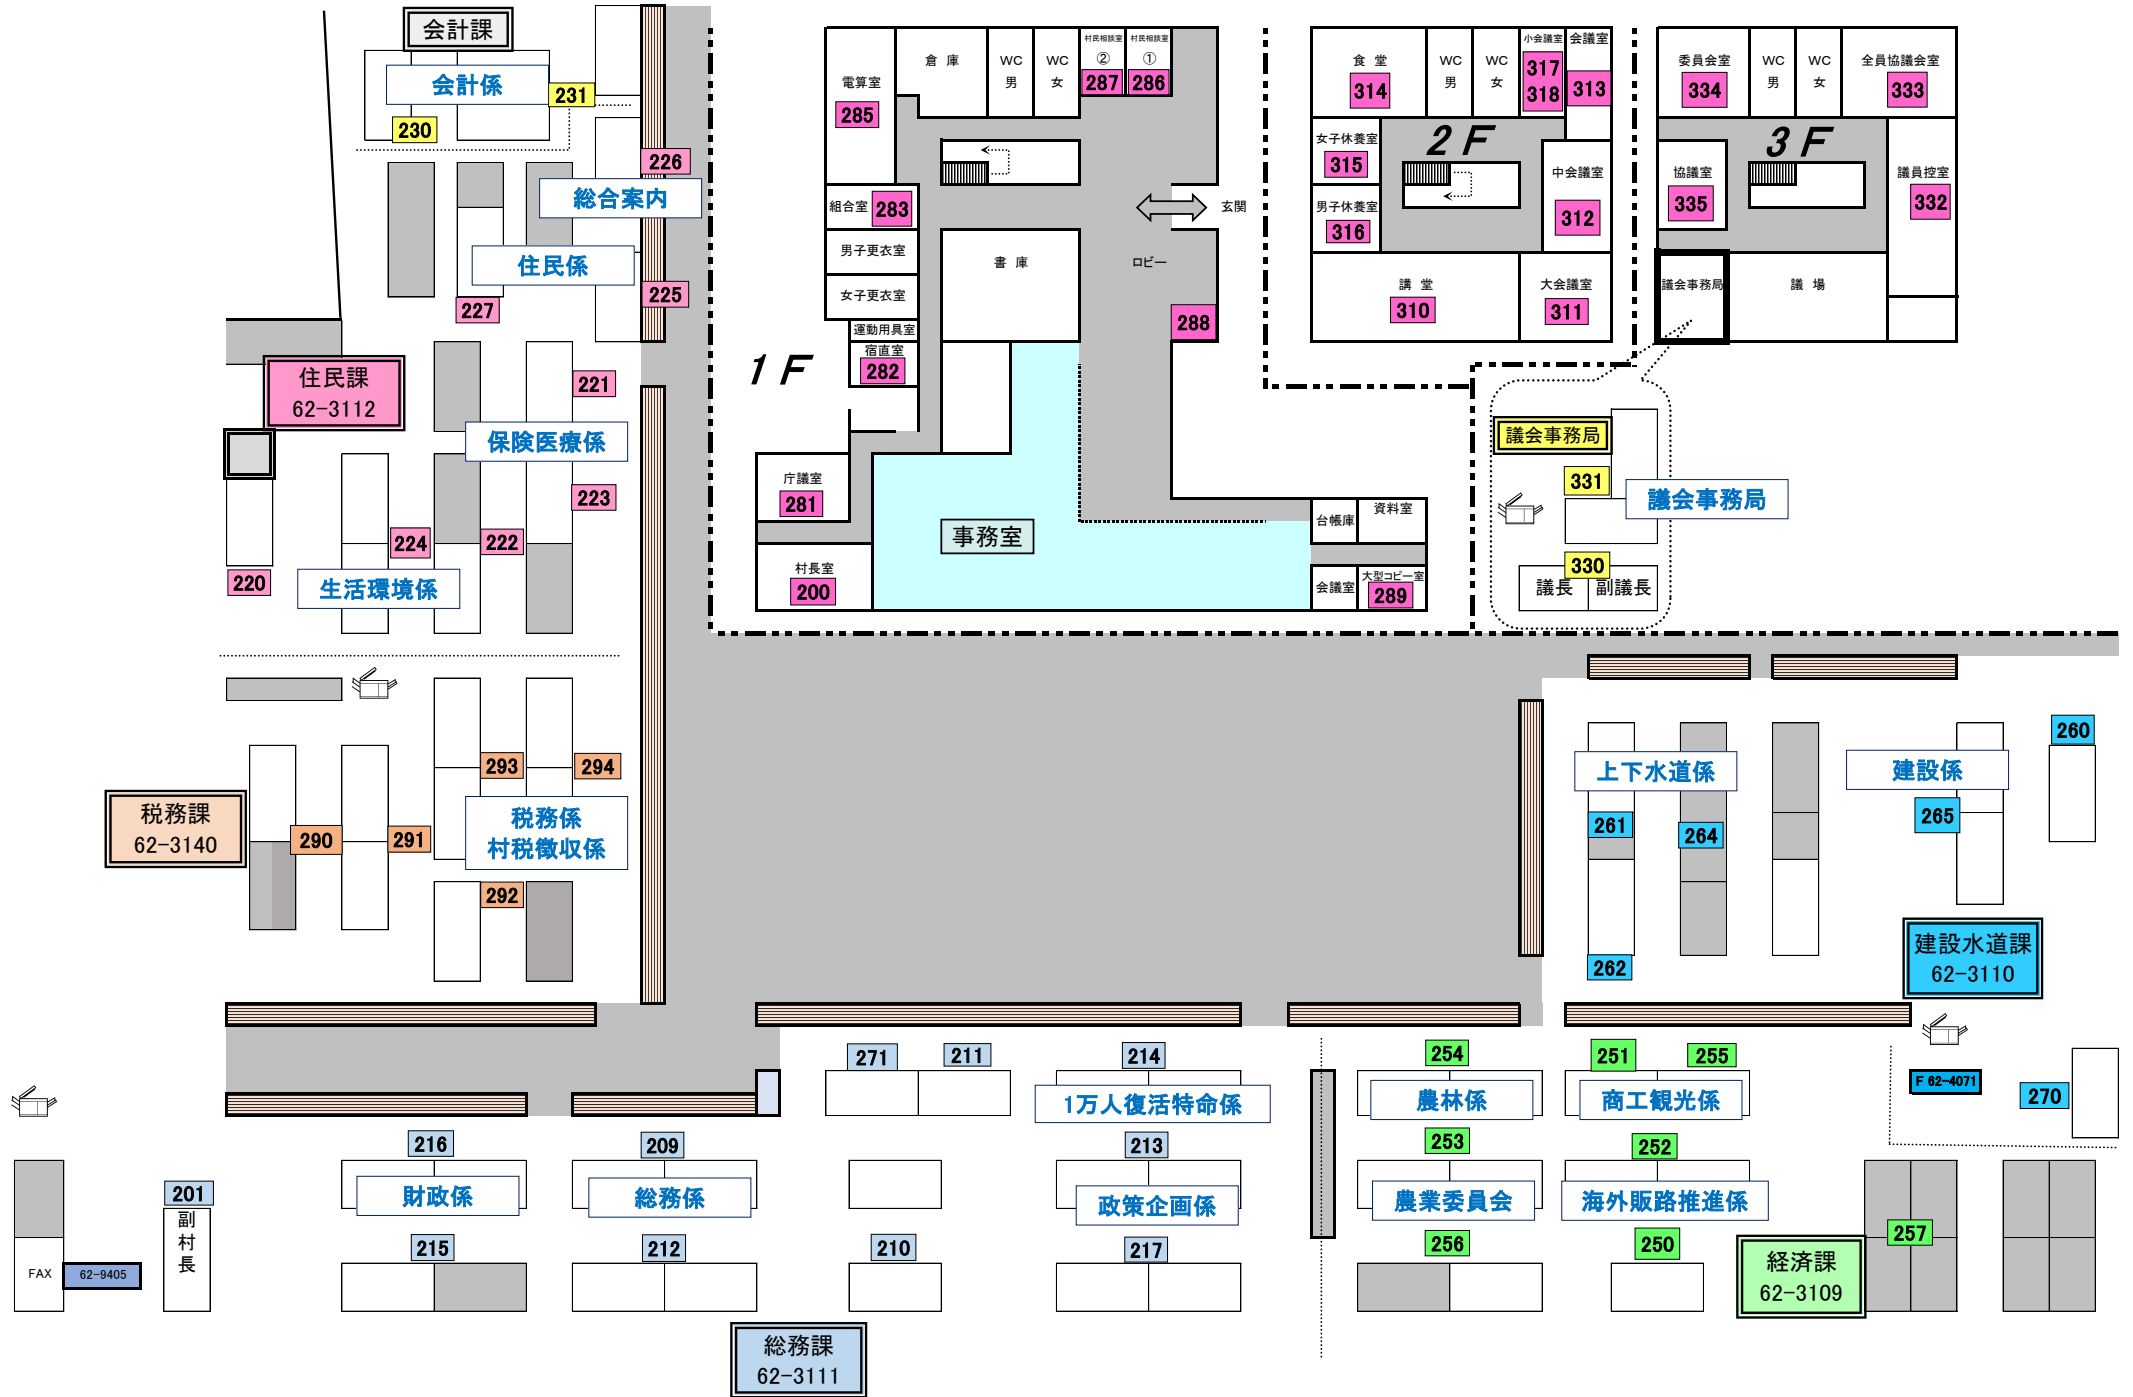 会計課
会計係
231
230
226
総合案内
住民係
225
227
住民課
62-3112
221
保険医療係
223
224
222
220
生活環境係
293
294
税務課
62-3140
290
291
税務係
村税徴収係
292
1F
電算室
285
倉庫
WC
男
WC
女
村民相談室
②
287
村民相談室
①
286
組合室
283
男子更衣室
女子更衣室
運動用具室
宿直室
282
書庫
ロビー
玄関
288
庁議室
281
村長室
200
事務室
台帳庫
資料室
会議室
大型コピー室
289
2F
食堂
314
WC
男
WC
女
小会議室
317
318
会議室
313
女子休養室
315
男子休養室
316
中会議室
312
講堂
310
大会議室
311
3F
委員会室
334
WC
男
WC
女
全員協議会室
333
協議室
335
議員控室
332
議会事務局
議場
議会事務局
331
議会事務局
330
議長
副議長
260
上下水道係
建設係
261
264
265
262
建設水道課
62-3110
F 62-4071
270
271
211
214
1万人復活特命係
254
農林係
251
255
商工観光係
216
財政係
209
総務係
213
政策企画係
253
農業委員会
252
海外販路推進係
201
副村長
FAX
62-9405
215
212
210
217
256
250
257
経済課
62-3109
総務課
62-3111